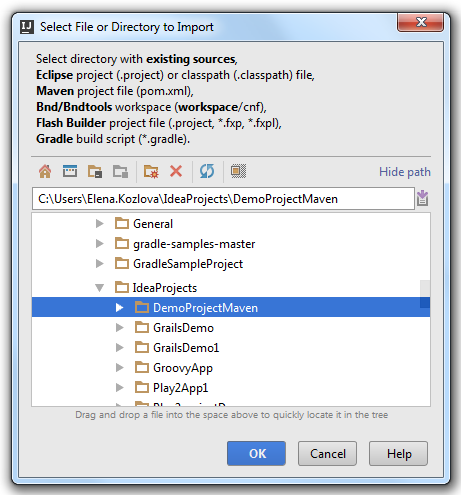 IJ Select File or Directory to Import
Select directory with existing sources,
Eclipse project (.project) or classpath (.classpath) file,
Maven project file (pom.xml),
Bnd/Bndtools workspace (workspace/cnf),
Flash Builder project file (.project, *.fxp, *.fxpl),
Gradle build script (*.gradle).
Hide path
C:\Users\Elena.Kozlova\IdeaProjects\DemoProjectMaven
General
gradle-samples-master
GradleSampleProject
IdeaProjects
DemoProjectMaven
GrailsDemo
GrailsDemo1
GroovyApp
Play2App1
Drag and drop a file into the space above to quickly locate it in the tree
OK Cancel Help